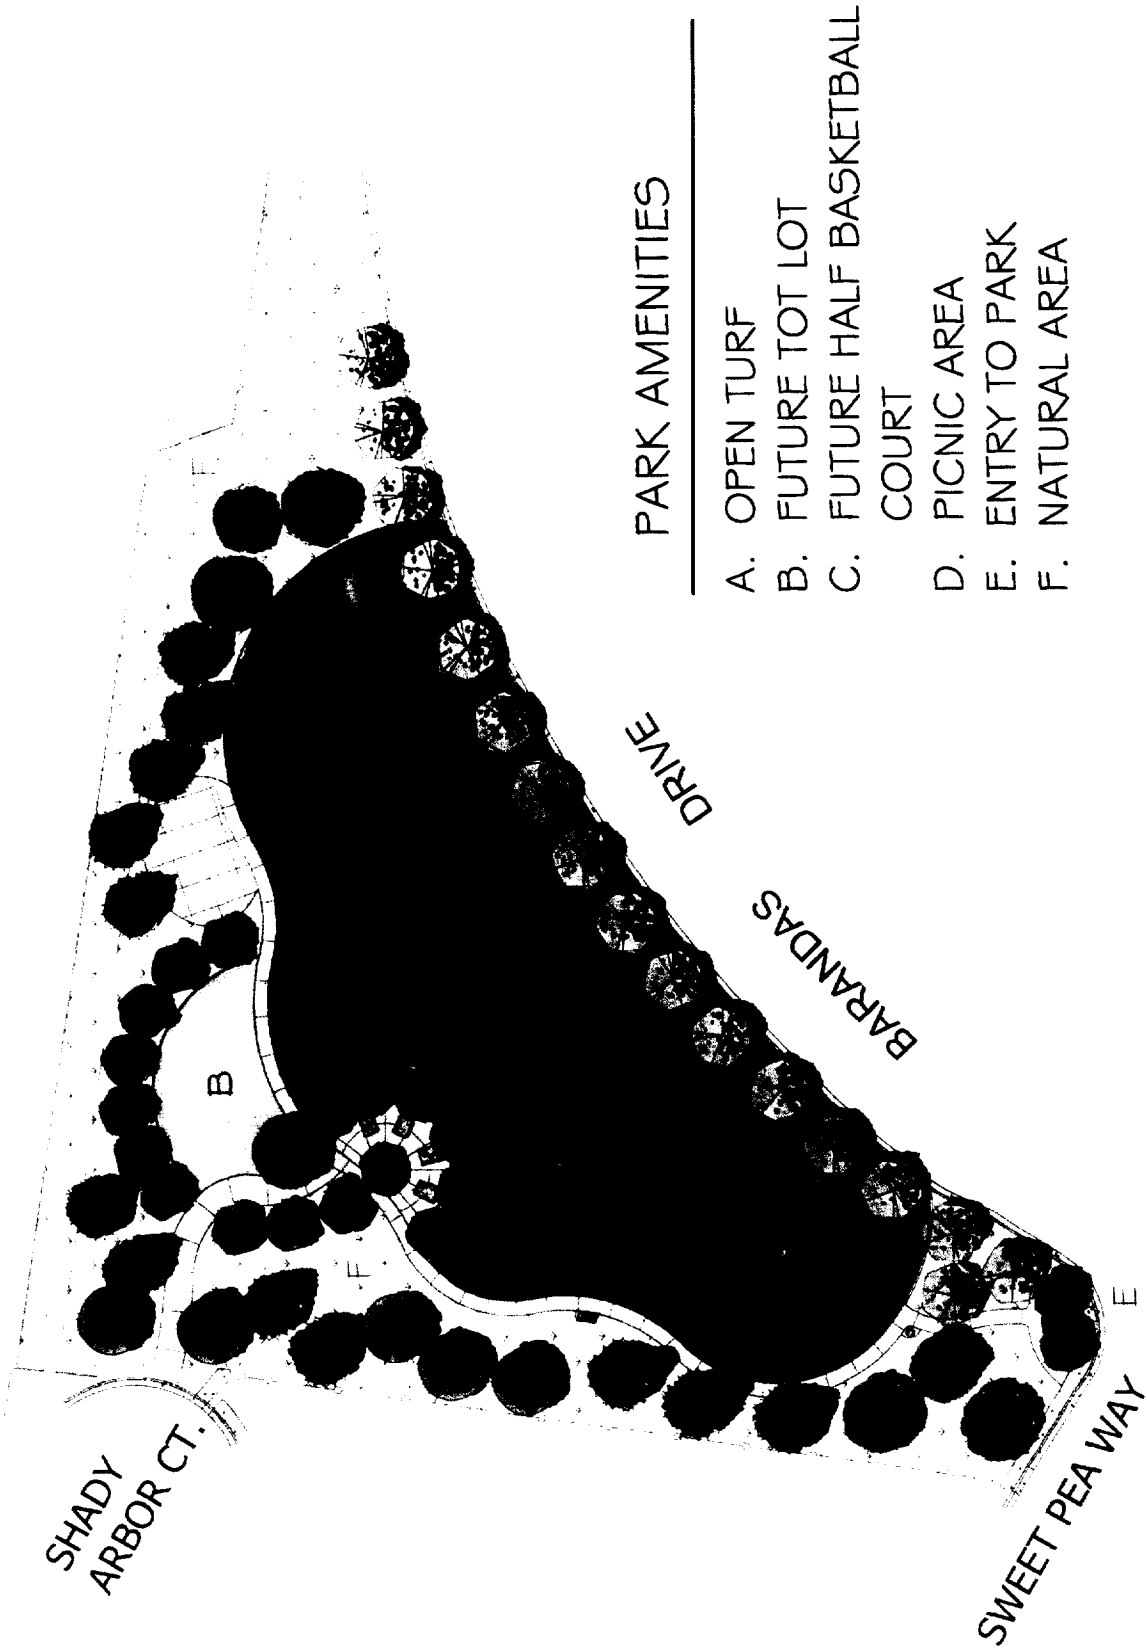 PARK AMENITIES
A. OPEN TURF
B. FUTURE TOT LOT
C. FUTURE HALF BASKETBALL
COURT
D. PICNIC AREA
E. ENTRY TO PARK
F. NATURAL AREA
BARANDAS DRIVE
B
F
F
E
SHADY
ARBOR CT.
SWEET PEA WAY